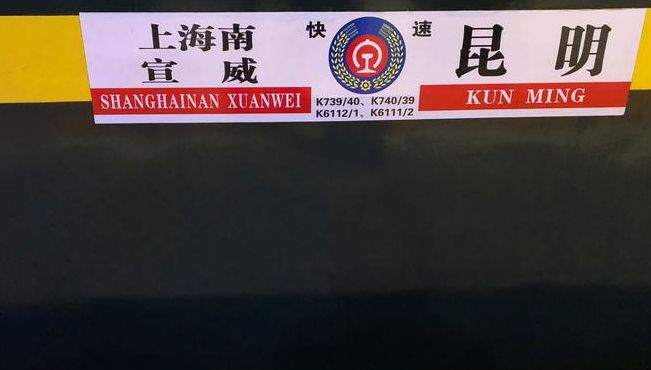 上海南
宣威
SHANGHAINAN XUANWEI
快速
K739/40、K740/39
K6112/1、K6111/2
昆明
KUN MING